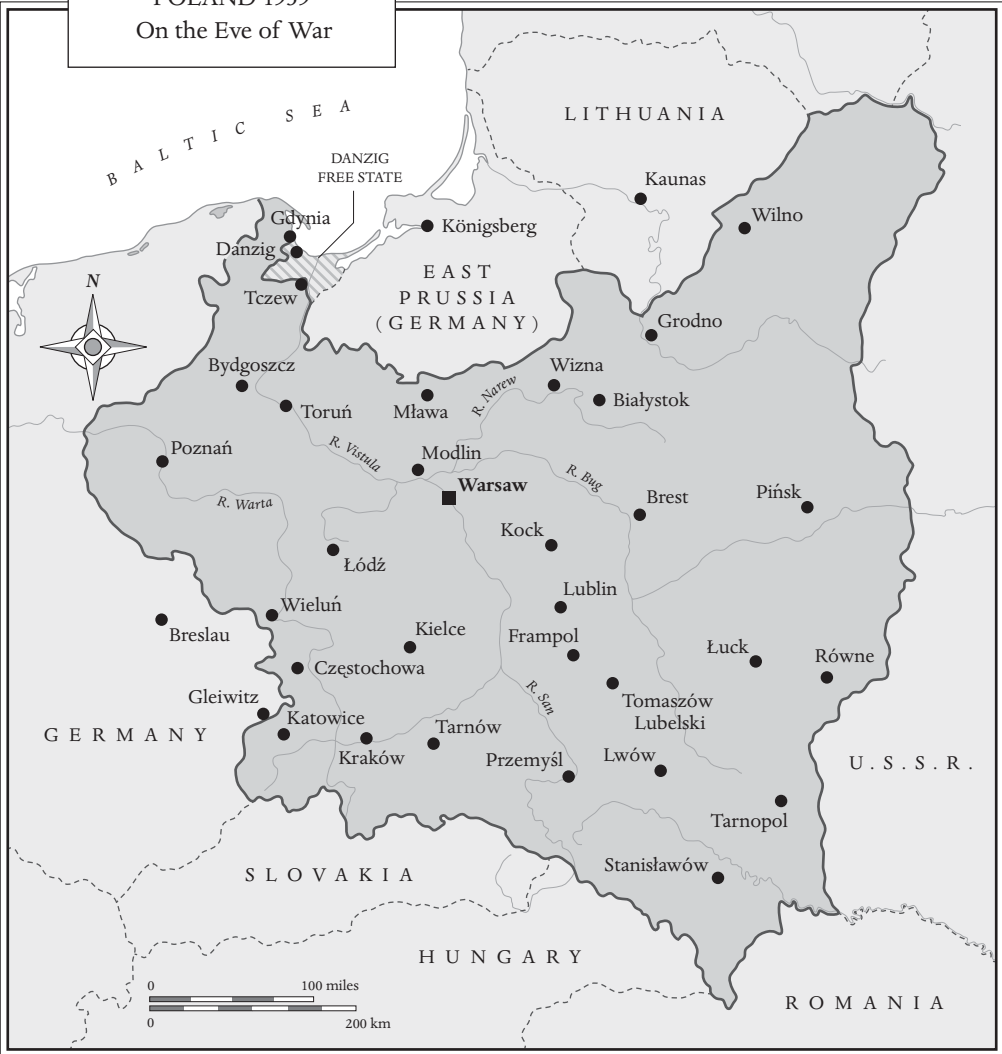 POLAND 1939
On the Eve of War
BALTIC SEA
LITHUANIA
DANZIG
FREE STATE
Kaunas
Wilno
Gdynia
Königsberg
Danzig
N
EAST
PRUSSIA
(GERMANY)
Tczew
Grodno
Bydgoszcz
Wizna
R. Narew
Toruń
Mława
Białystok
R. Vistula
Poznań
Modlin
R. Bug
Warsaw
R. Warta
Brest
Pińsk
Kock
Łódź
Lublin
Wieluń
Breslau
Kielce
Frampol
Łuck
Równe
Częstochowa
R. San
Gleiwitz
Tomaszów
Lubelski
Katowice
GERMANY
Tarnów
Kraków
Przemyśl
Lwów
U.S.S.R.
Tarnopol
Stanisławów
SLOVAKIA
HUNGARY
0 100 miles
0 200 km
ROMANIA